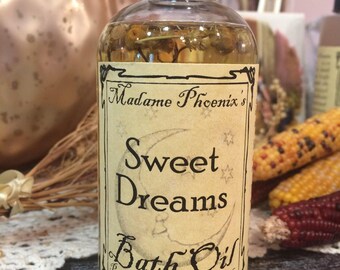 Madame Phoenix's
Sweet
Dreams
Bath Oil